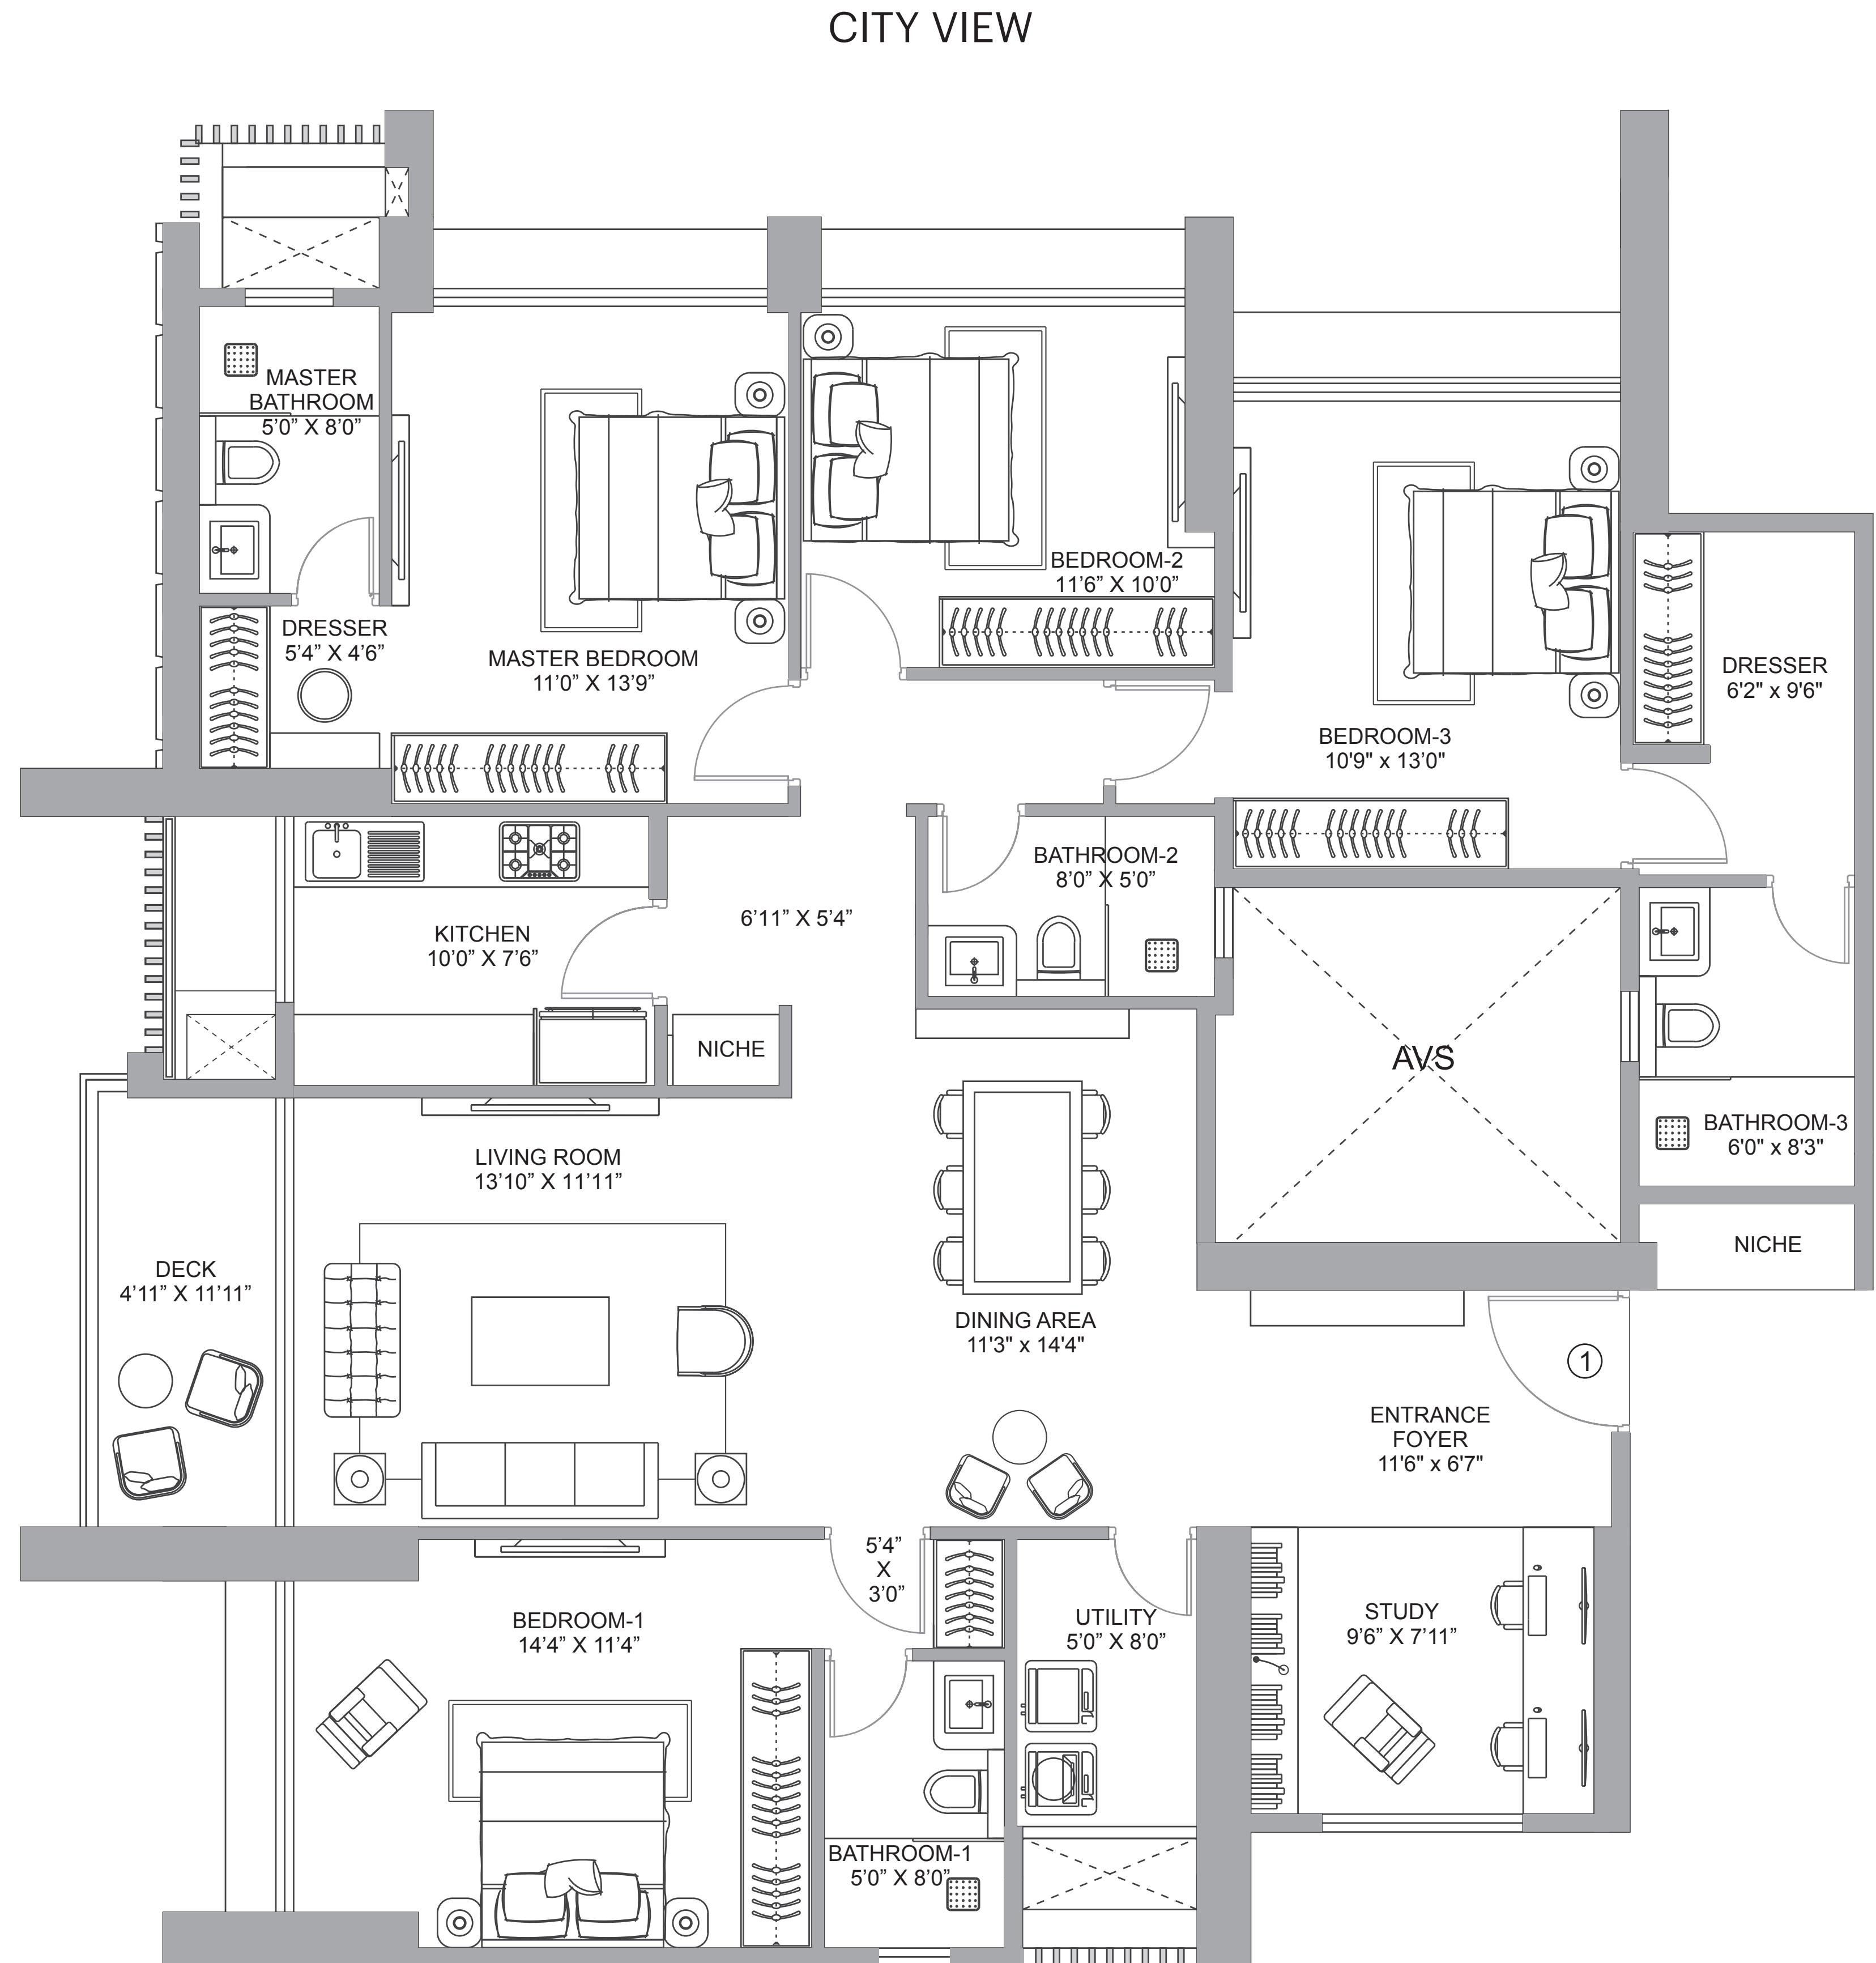 CITY VIEW
MASTER
BATHROOM
5’0” X 8’0”
DRESSER
5’4” X 4’6”
MASTER BEDROOM
11’0” X 13’9”
BEDROOM-2
11’6” X 10’0”
BEDROOM-3
10'9" x 13'0"
DRESSER
6'2" x 9'6"
KITCHEN
10’0” X 7’6”
6’11” X 5’4”
BATHROOM-2
8’0” X 5’0”
NICHE
AVS
BATHROOM-3
6'0" x 8'3"
NICHE
LIVING ROOM
13’10” X 11’11”
DECK
4’11” X 11’11”
DINING AREA
11'3" x 14'4"
1
ENTRANCE
FOYER
11'6" x 6'7"
5’4”
X
3’0”
BEDROOM-1
14’4” X 11’4”
UTILITY
5’0” X 8’0”
STUDY
9’6” X 7’11”
BATHROOM-1
5’0” X 8’0”